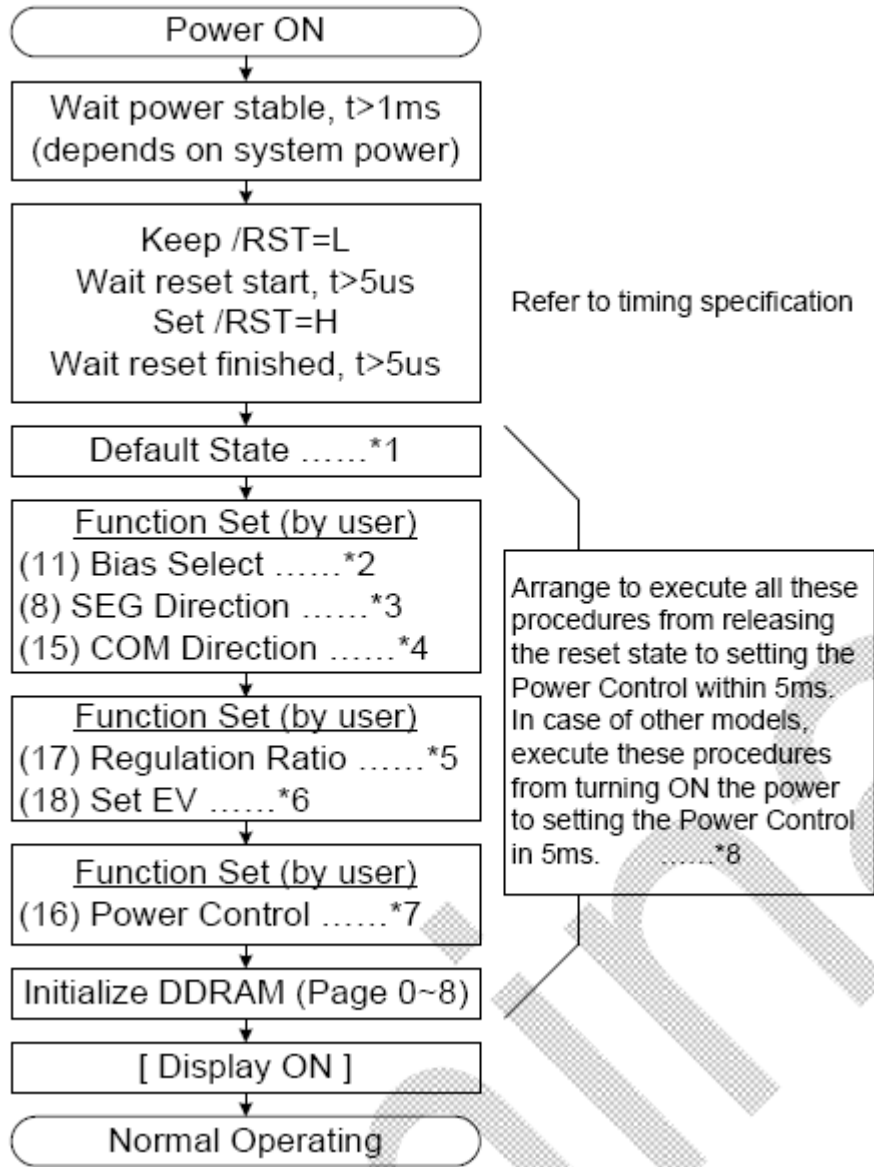 Power ON
Wait power stable, t>1ms
(depends on system power)
Keep /RST=L
Wait reset start, t>5us
Set /RST=H
Wait reset finished, t>5us
Refer to timing specification
Default State ......*1
Function Set (by user)
(11) Bias Select ......*2
(8) SEG Direction ......*3
(15) COM Direction ......*4
Function Set (by user)
(17) Regulation Ratio ......*5
(18) Set EV ......*6
Function Set (by user)
(16) Power Control ......*7
Arrange to execute all these
procedures from releasing
the reset state to setting the
Power Control within 5ms.
In case of other models,
execute these procedures
from turning ON the power
to setting the Power Control
in 5ms. ......*8
Initialize DDRAM (Page 0~8)
[ Display ON ]
Normal Operating